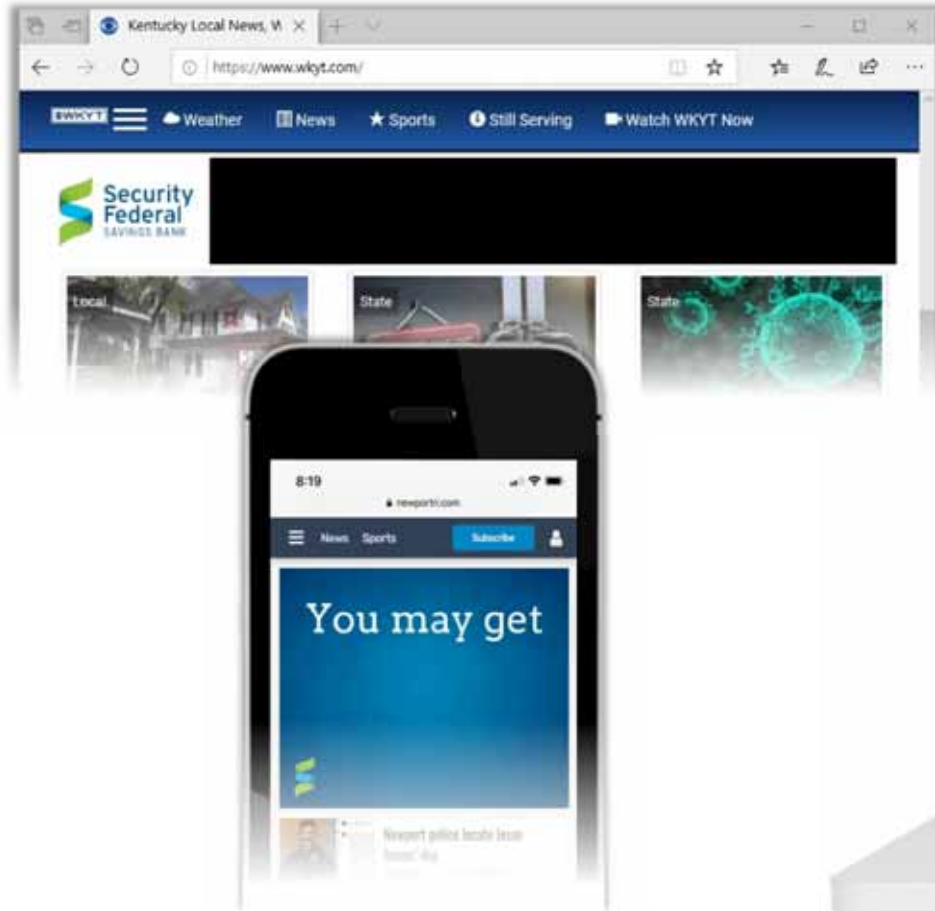 Kentucky Local News, W
https://www.wkyt.com/
WKYT Weather News Sports Still Serving Watch WKYT Now
Security
Federal
SAVINGS BANK
Local State State
8:19
newportri.com
News Sports Subscribe
You may get
Newport police locate